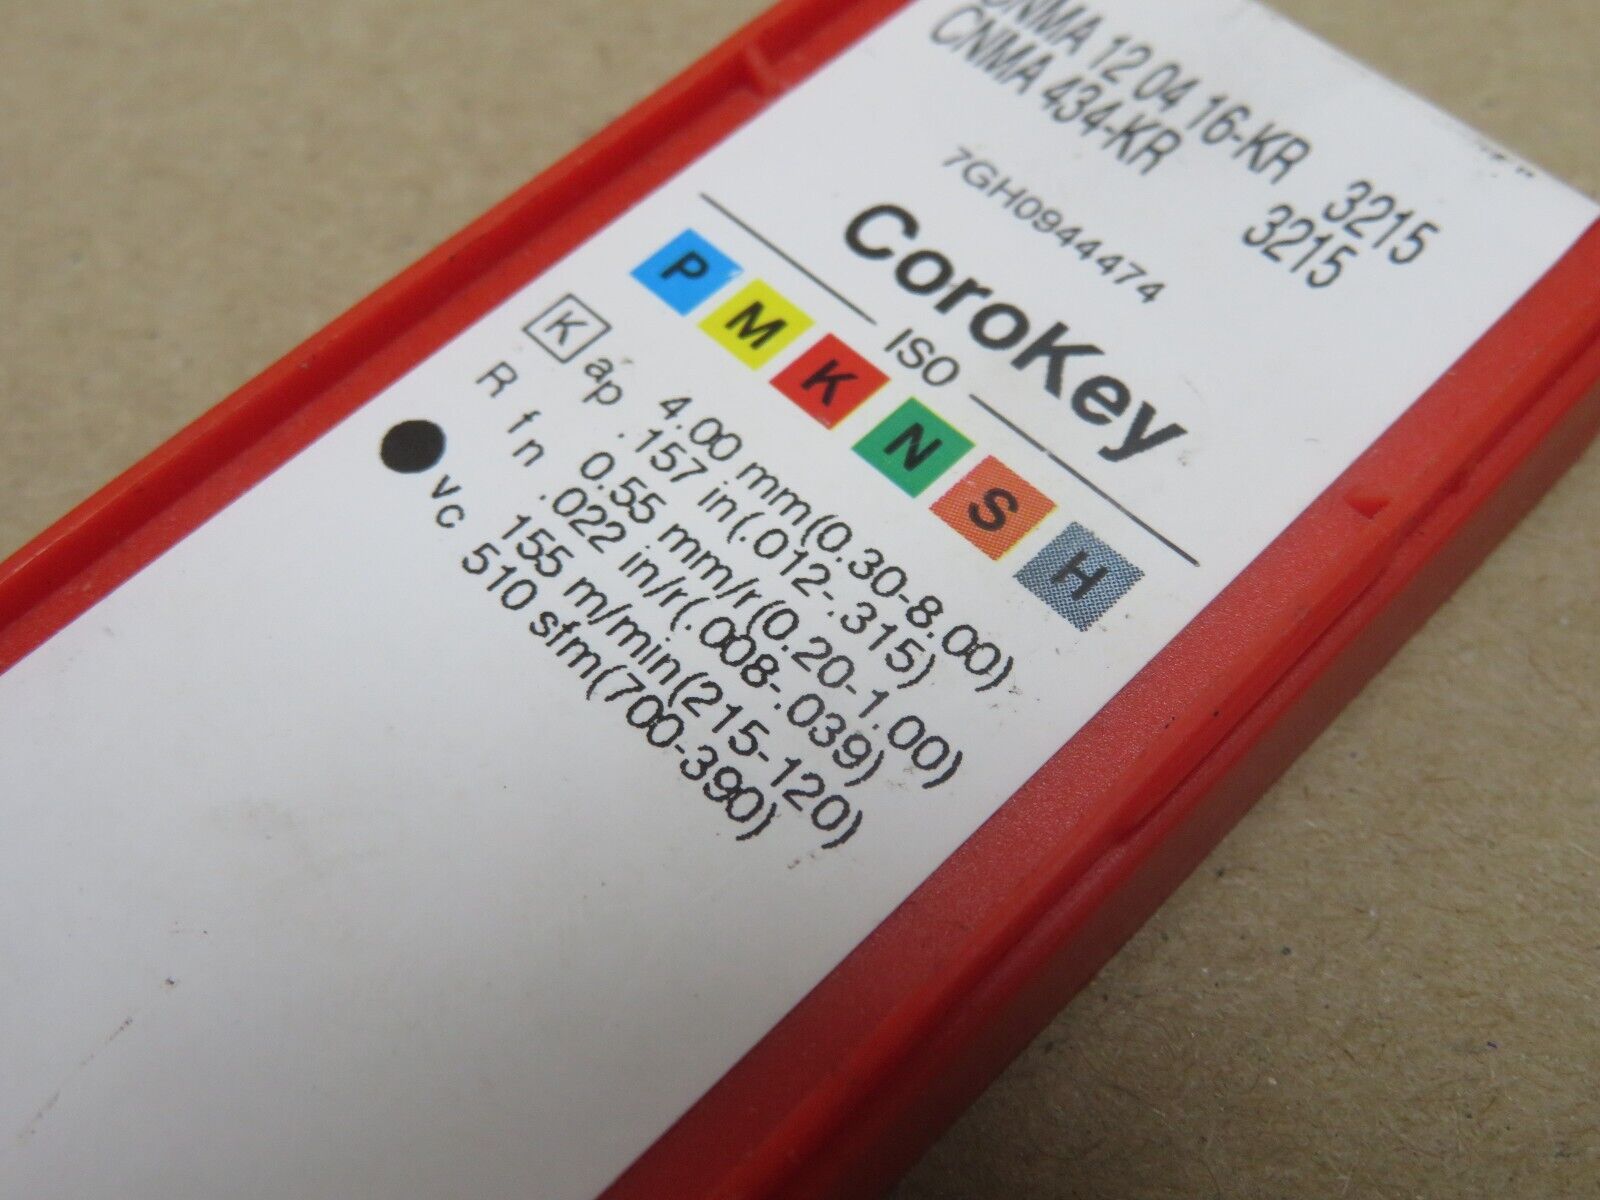 CNMA 12 04 16-KR 3215
CNMA 434-KR 3215
7GH0944474
CoroKey
ISO
P M K N S H
K ap 4.00 mm(0.30-8.00)
.157 in(.012-.315)
R fn 0.55 mm/r(0.20-1.00)
.022 in/r(.008-.039)
vc 155 m/min(215-120)
510 sfm(700-390)